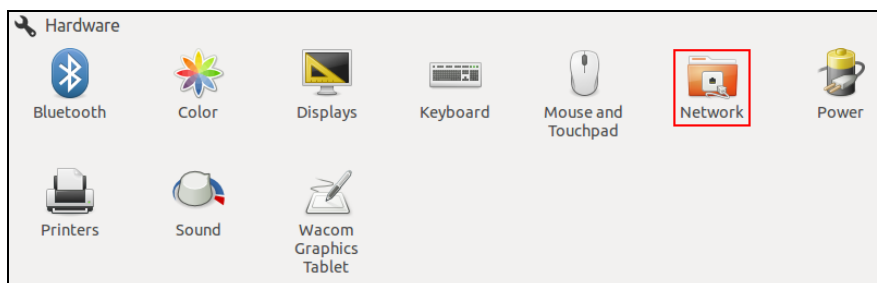 Hardware
Bluetooth
Color
Displays
Keyboard
Mouse and
Touchpad
Network
Power
Printers
Sound
Wacom
Graphics
Tablet